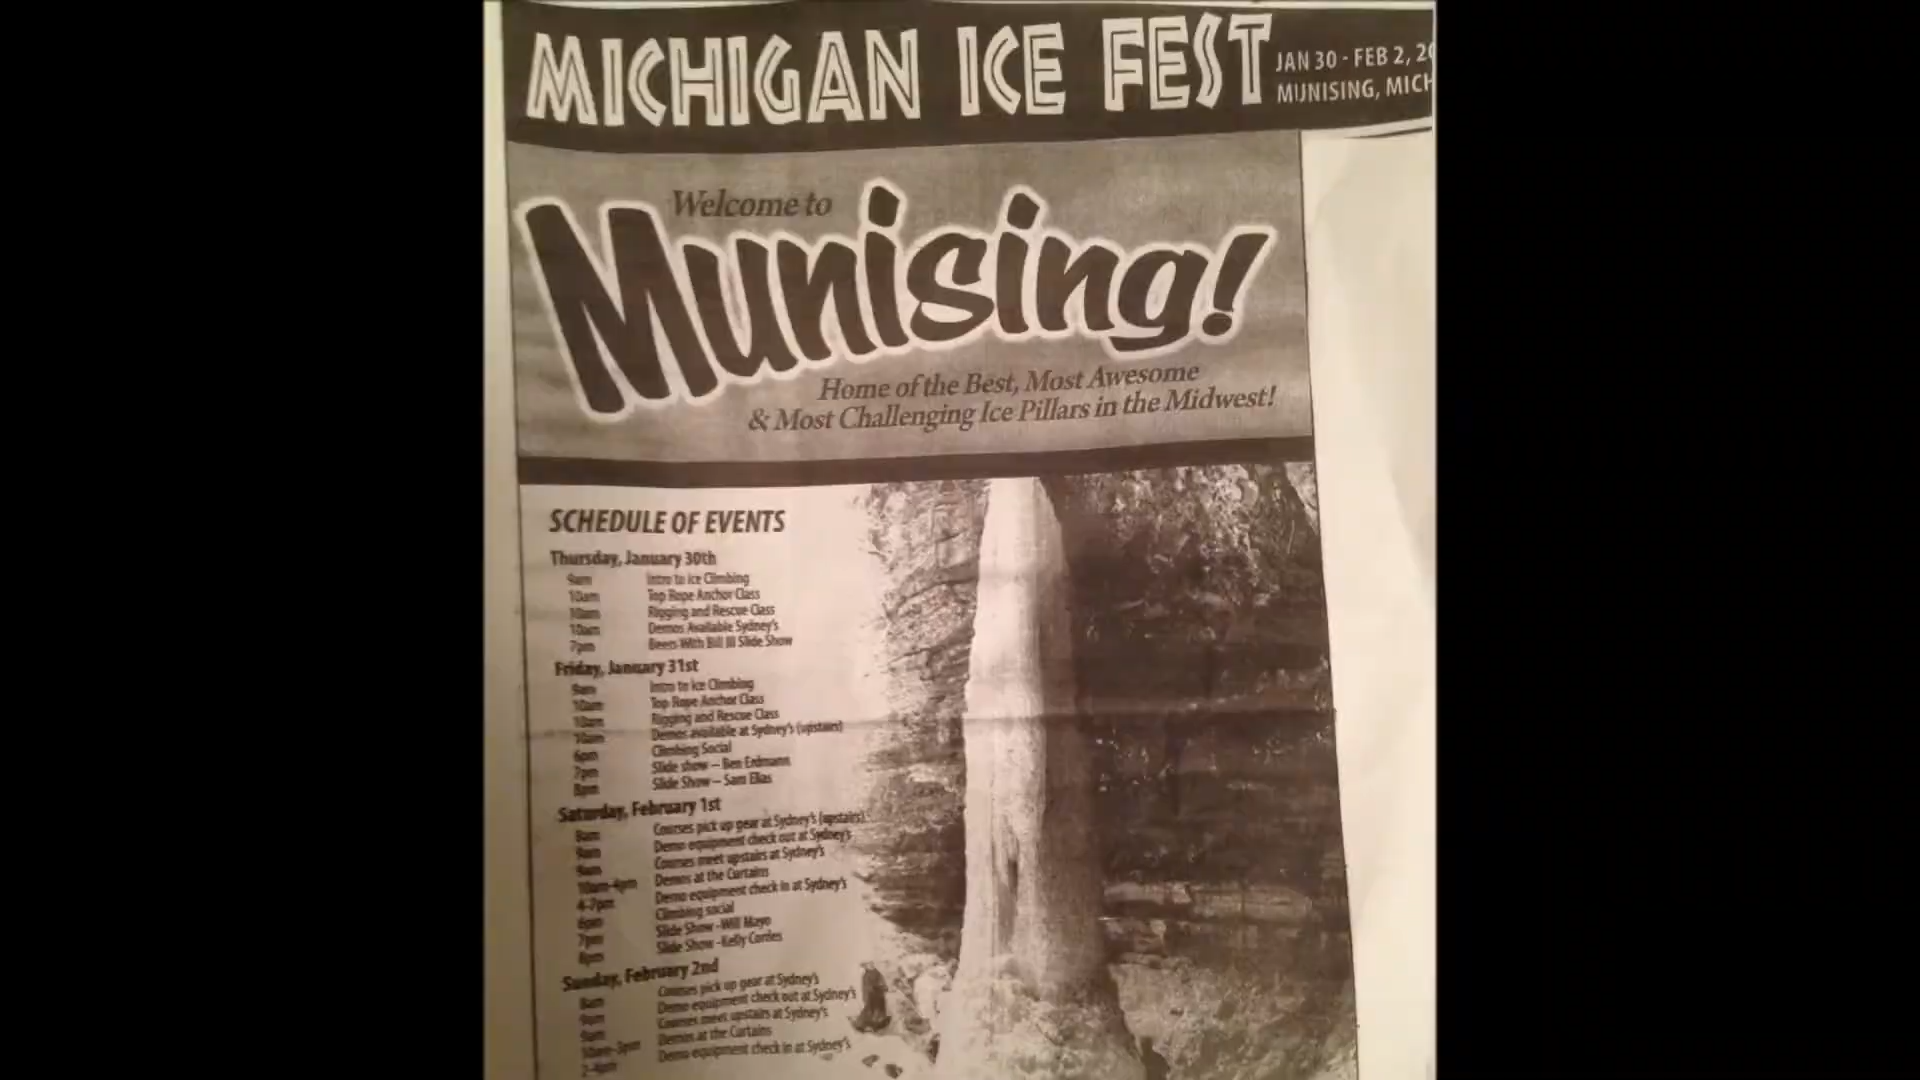 MICHIGAN ICE FEST
JAN 30 - FEB 2, 20
MUNISING, MICH
Welcome to
Munising!
Home of the Best, Most Awesome
& Most Challenging Ice Pillars in the Midwest!
SCHEDULE OF EVENTS
Thursday, January 30th
9am Intro to Ice Climbing
10am Top Rope Anchor Class
10am Rigging and Rescue Class
10am Demos Available Sydney's
7pm Beers With Bill III Slide Show
Friday, January 31st
9am Intro to Ice Climbing
10am Top Rope Anchor Class
10am Rigging and Rescue Class
10am Demos available at Sydney's (upstairs)
6pm Climbing Social
7pm Slide show – Ben Erdmann
8pm Slide Show – Sam Elias
Saturday, February 1st
8am Courses pick up gear at Sydney's (upstairs)
9am Demo equipment check out at Sydney's
9am Courses meet upstairs at Sydney's
10am-4pm Demos at the Curtains
4-7pm Demo equipment check in at Sydney's
6pm Climbing social
7pm Slide Show -Will Mayo
8pm Slide Show -Kelly Cordes
Sunday, February 2nd
8am Courses pick up gear at Sydney's
9am Demo equipment check out at Sydney's
9am Courses meet upstairs at Sydney's
10am-3pm Demos at the Curtains
2-4pm Demo equipment check in at Sydney's